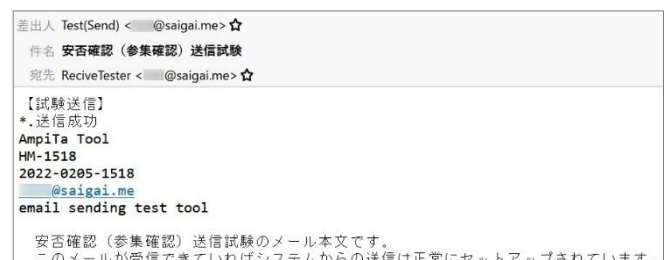 差出人 Test(Send) < @saigai.me> ☆
件名 安否確認（参集確認）送信試験
宛先 ReciveTester < @saigai.me> ☆
【試験送信】
*.送信成功
AmpiTa Tool
HM-1518
2022-0205-1518
@saigai.me
email sending test tool
安否確認（参集確認）送信試験のメール本文です。
このメールが受信できていればシステムからの送信は正常にセットアップされています。